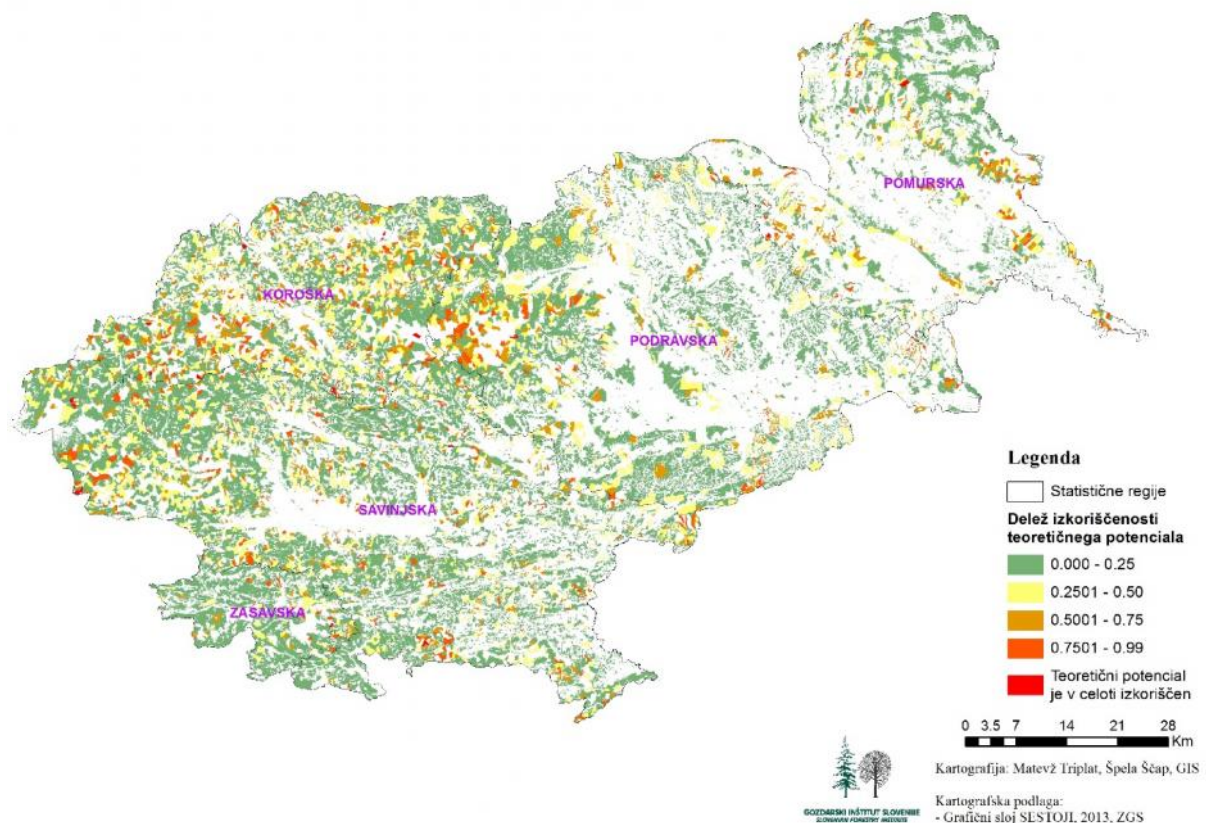 POMURSKA
KOROŠKA
PODRAVSKA
SAVINJSKA
ZASAVSKA
Legenda
Statistične regije
Delež izkoriščenosti
teoretičnega potenciala
0.000 - 0.25
0.2501 - 0.50
0.5001 - 0.75
0.7501 - 0.99
Teoretični potencial
je v celoti izkoriščen
0 3.5 7 14 21 28
Km
Kartografija: Matevž Triplat, Špela Ščap, GIS
Kartografska podlaga:
- Grafični sloj SESTOJI, 2013, ZGS
GOZDARSKI INŠTITUT SLOVENIJE
SLOVENIAN FORESTRY INSTITUTE